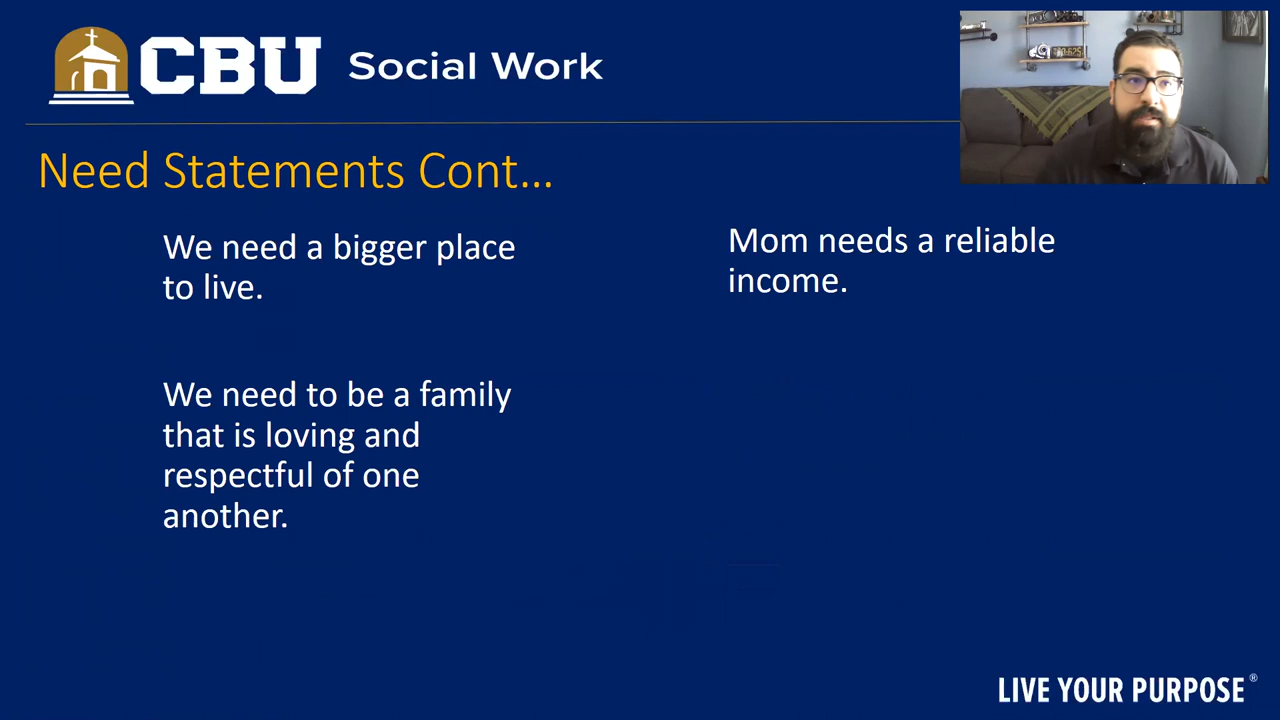 CBU Social Work
Need Statements Cont...
We need a bigger place
to live.
We need to be a family
that is loving and
respectful of one
another.
Mom needs a reliable
income.
LIVE YOUR PURPOSE®